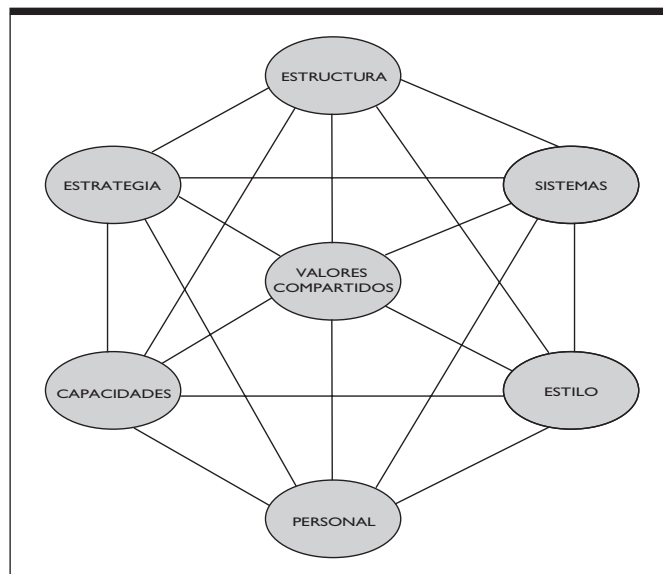 ESTRUCTURA
ESTRATEGIA
SISTEMAS
VALORES
COMPARTIDOS
CAPACIDADES
ESTILO
PERSONAL